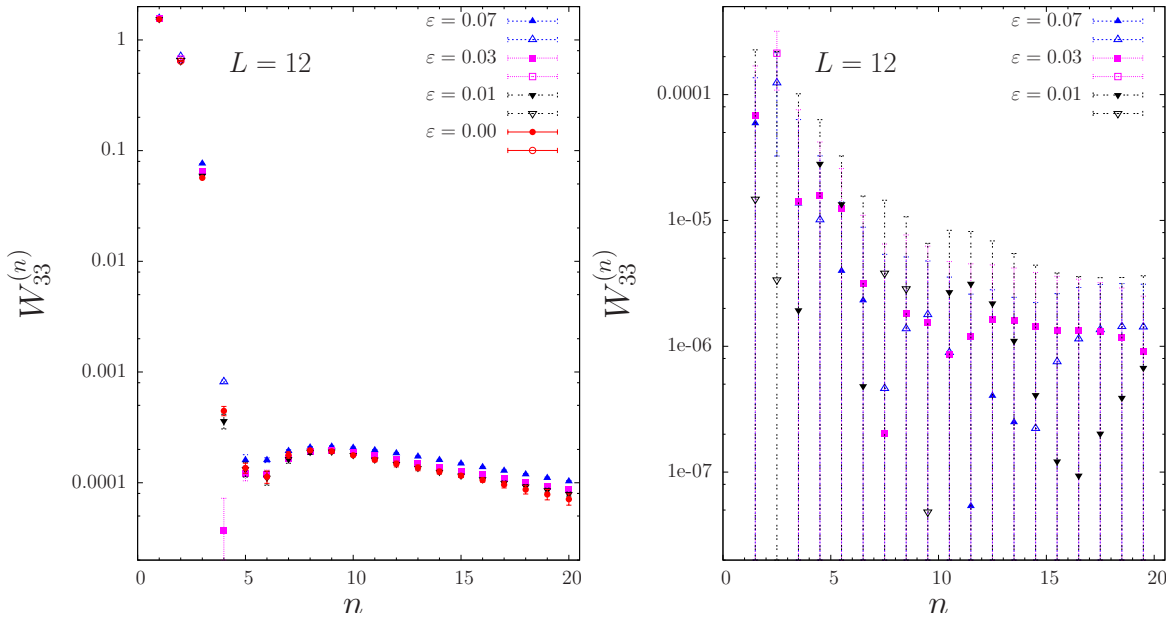 1
0.1
0.01
0.001
0.0001
W_{33}^{(n)}
0 5 10 15 20
n
L = 12
ε = 0.07
ε = 0.03
ε = 0.01
ε = 0.00
0.0001
1e-05
1e-06
1e-07
W_{33}^{(n)}
0 5 10 15 20
n
L = 12
ε = 0.07
ε = 0.03
ε = 0.01